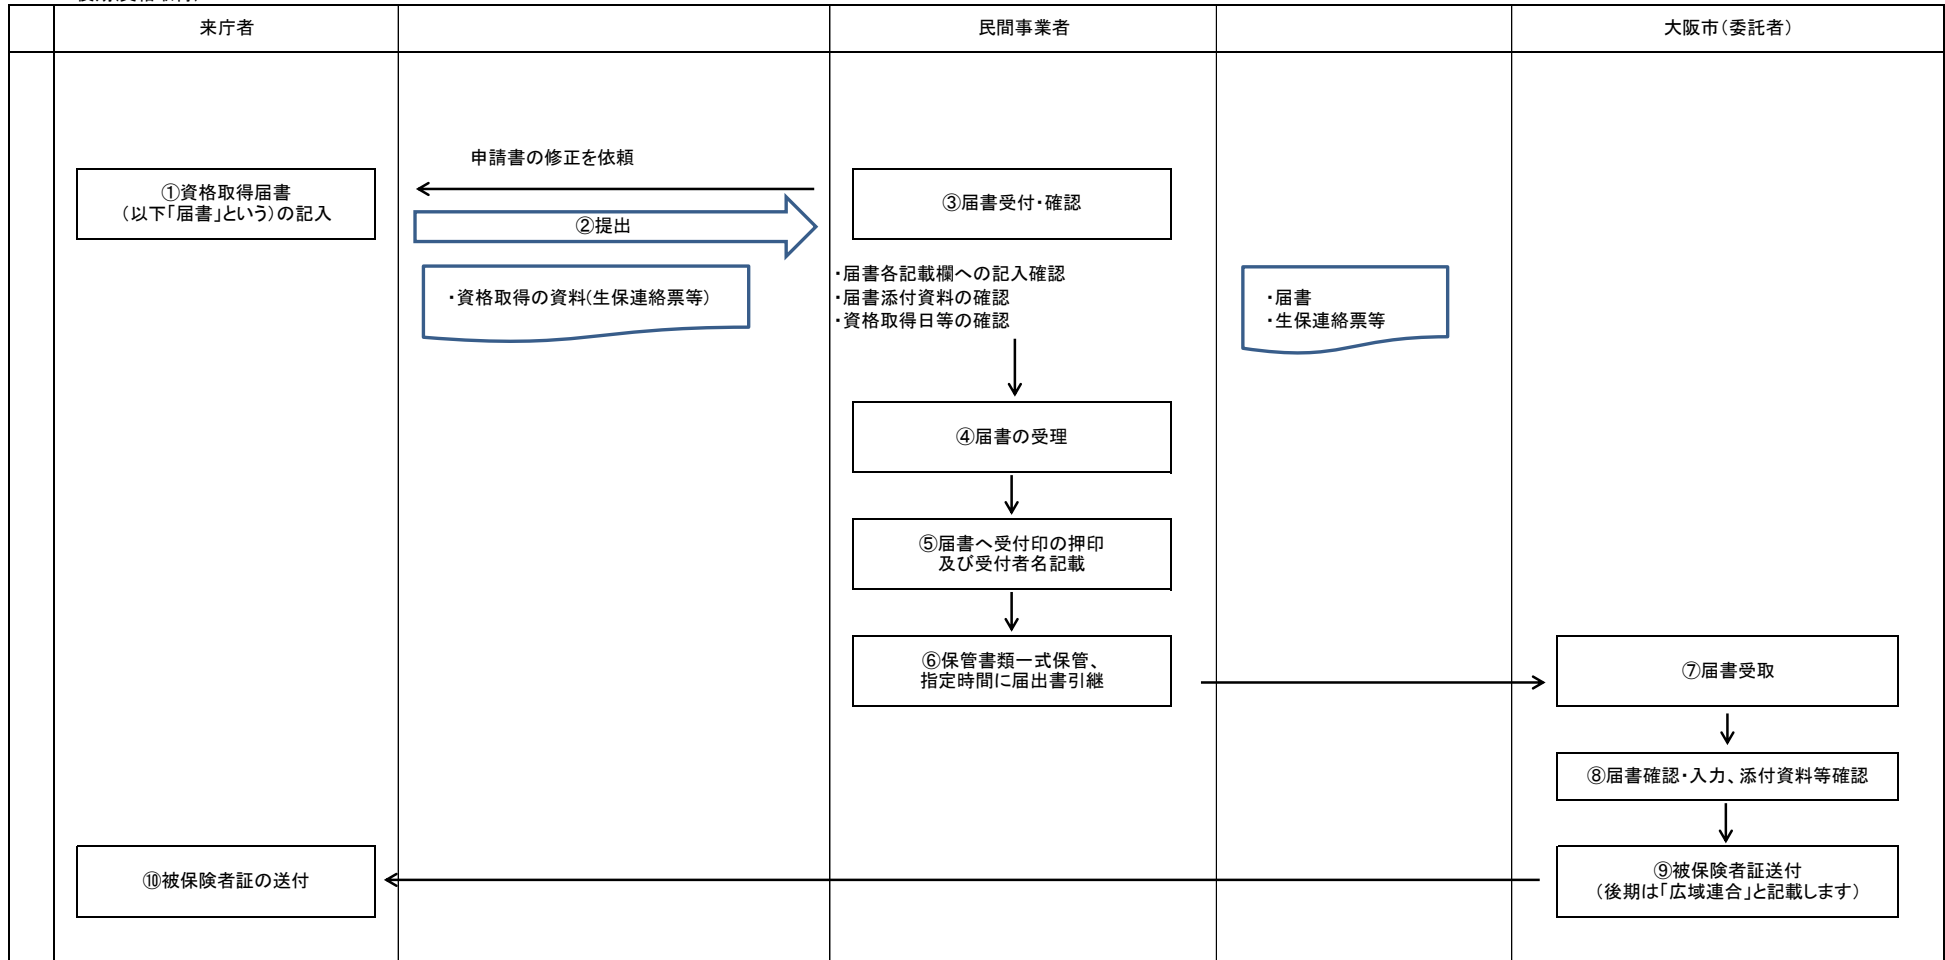 来庁者
民間事業者
大阪市（委託者）
申請書の修正を依頼
①資格取得届書
（以下「届書」という）の記入
②提出
③届書受付・確認
・資格取得の資料(生保連絡票等)
・届書各記載欄への記入確認
・届書添付資料の確認
・資格取得日等の確認
・届書
・生保連絡票等
④届書の受理
⑤届書へ受付印の押印
及び受付者名記載
⑥保管書類一式保管、
指定時間に届出書引継
⑦届書受取
⑧届書確認・入力、添付資料等確認
⑨被保険者証送付
（後期は「広域連合」と記載します）
⑩被保険者証の送付